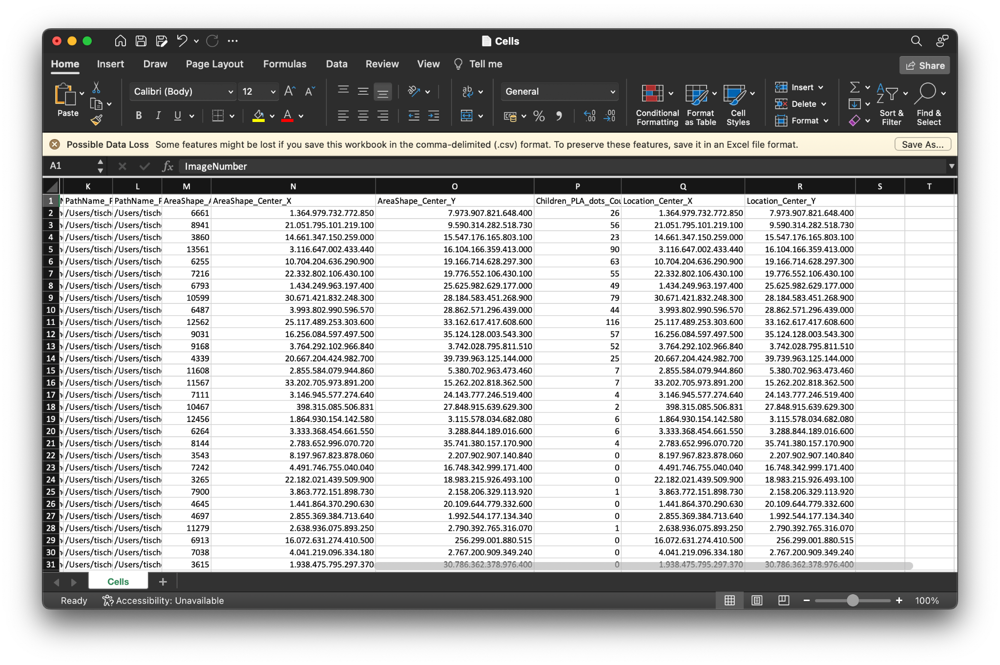 Cells
Home Insert Draw Page Layout Formulas Data Review View Tell me Share
Paste Calibri (Body) 12 General Conditional Formatting Format as Table Cell Styles Insert Delete Format Sort & Filter Find & Select
Possible Data Loss Some features might be lost if you save this workbook in the comma-delimited (.csv) format. To preserve these features, save it in an Excel file format. Save As...
A1 fx ImageNumber
K L M N O P Q R S T
1 PathName_F PathName_F AreaShape_A AreaShape_Center_X AreaShape_Center_Y Children_PLA_dots_Cou Location_Center_X Location_Center_Y
2 /Users/tisch /Users/tisch 6661 1.364.979.732.772.850 7.973.907.821.648.400 26 1.364.979.732.772.850 7.973.907.821.648.400
3 /Users/tisch /Users/tisch 8941 21.051.795.101.219.100 9.590.314.282.518.730 56 21.051.795.101.219.100 9.590.314.282.518.730
4 /Users/tisch /Users/tisch 3860 14.661.347.150.259.000 15.547.176.165.803.100 23 14.661.347.150.259.000 15.547.176.165.803.100
5 /Users/tisch /Users/tisch 13561 3.116.647.002.433.440 16.104.166.359.413.000 90 3.116.647.002.433.440 16.104.166.359.413.000
6 /Users/tisch /Users/tisch 6255 10.704.204.636.290.900 19.166.714.628.297.300 63 10.704.204.636.290.900 19.166.714.628.297.300
7 /Users/tisch /Users/tisch 7216 22.332.802.106.430.100 19.776.552.106.430.100 55 22.332.802.106.430.100 19.776.552.106.430.100
8 /Users/tisch /Users/tisch 6793 1.434.249.963.197.400 25.625.982.629.177.000 49 1.434.249.963.197.400 25.625.982.629.177.000
9 /Users/tisch /Users/tisch 10599 30.671.421.832.248.300 28.184.583.451.268.900 79 30.671.421.832.248.300 28.184.583.451.268.900
10 /Users/tisch /Users/tisch 6487 3.993.802.990.596.570 28.862.571.296.439.000 44 3.993.802.990.596.570 28.862.571.296.439.000
11 /Users/tisch /Users/tisch 12562 25.117.489.253.303.600 33.162.617.417.608.600 116 25.117.489.253.303.600 33.162.617.417.608.600
12 /Users/tisch /Users/tisch 9031 16.256.084.597.497.500 35.124.128.003.543.300 57 16.256.084.597.497.500 35.124.128.003.543.300
13 /Users/tisch /Users/tisch 9168 3.764.292.102.966.840 3.742.028.795.811.510 52 3.764.292.102.966.840 3.742.028.795.811.510
14 /Users/tisch /Users/tisch 4339 20.667.204.424.982.700 39.739.963.125.144.000 25 20.667.204.424.982.700 39.739.963.125.144.000
15 /Users/tisch /Users/tisch 11608 2.855.584.079.944.860 5.380.702.963.473.460 7 2.855.584.079.944.860 5.380.702.963.473.460
16 /Users/tisch /Users/tisch 11567 33.202.705.973.891.200 15.262.202.818.362.500 7 33.202.705.973.891.200 15.262.202.818.362.500
17 /Users/tisch /Users/tisch 7111 3.146.945.577.274.640 24.143.777.246.519.400 4 3.146.945.577.274.640 24.143.777.246.519.400
18 /Users/tisch /Users/tisch 10467 398.315.085.506.831 27.848.915.639.629.300 2 398.315.085.506.831 27.848.915.639.629.300
19 /Users/tisch /Users/tisch 12456 1.864.930.154.142.580 3.115.578.034.682.080 6 1.864.930.154.142.580 3.115.578.034.682.080
20 /Users/tisch /Users/tisch 6264 3.333.368.454.661.550 3.288.844.189.016.600 6 3.333.368.454.661.550 3.288.844.189.016.600
21 /Users/tisch /Users/tisch 8144 2.783.652.996.070.720 35.741.380.157.170.900 4 2.783.652.996.070.720 35.741.380.157.170.900
22 /Users/tisch /Users/tisch 3543 8.197.967.823.878.060 2.207.902.907.140.840 0 8.197.967.823.878.060 2.207.902.907.140.840
23 /Users/tisch /Users/tisch 7242 4.491.746.755.040.040 16.748.342.999.171.400 0 4.491.746.755.040.040 16.748.342.999.171.400
24 /Users/tisch /Users/tisch 3265 22.182.021.439.509.900 18.983.215.926.493.100 0 22.182.021.439.509.900 18.983.215.926.493.100
25 /Users/tisch /Users/tisch 7900 3.863.772.151.898.730 2.158.206.329.113.920 1 3.863.772.151.898.730 2.158.206.329.113.920
26 /Users/tisch /Users/tisch 4645 1.441.864.370.290.630 20.109.644.779.332.600 0 1.441.864.370.290.630 20.109.644.779.332.600
27 /Users/tisch /Users/tisch 4697 2.855.369.384.713.640 1.992.544.177.134.340 0 2.855.369.384.713.640 1.992.544.177.134.340
28 /Users/tisch /Users/tisch 11279 2.638.936.075.893.250 2.790.392.765.316.070 1 2.638.936.075.893.250 2.790.392.765.316.070
29 /Users/tisch /Users/tisch 6913 16.072.631.274.410.500 256.299.001.880.515 0 16.072.631.274.410.500 256.299.001.880.515
30 /Users/tisch /Users/tisch 7038 4.041.219.096.334.180 2.767.200.909.349.240 0 4.041.219.096.334.180 2.767.200.909.349.240
31 /Users/tisch /Users/tisch 3615 1.938.475.795.297.370 30.786.362.378.976.400 0 1.938.475.795.297.370 30.786.362.378.976.400
Cells
Ready Accessibility: Unavailable 100%